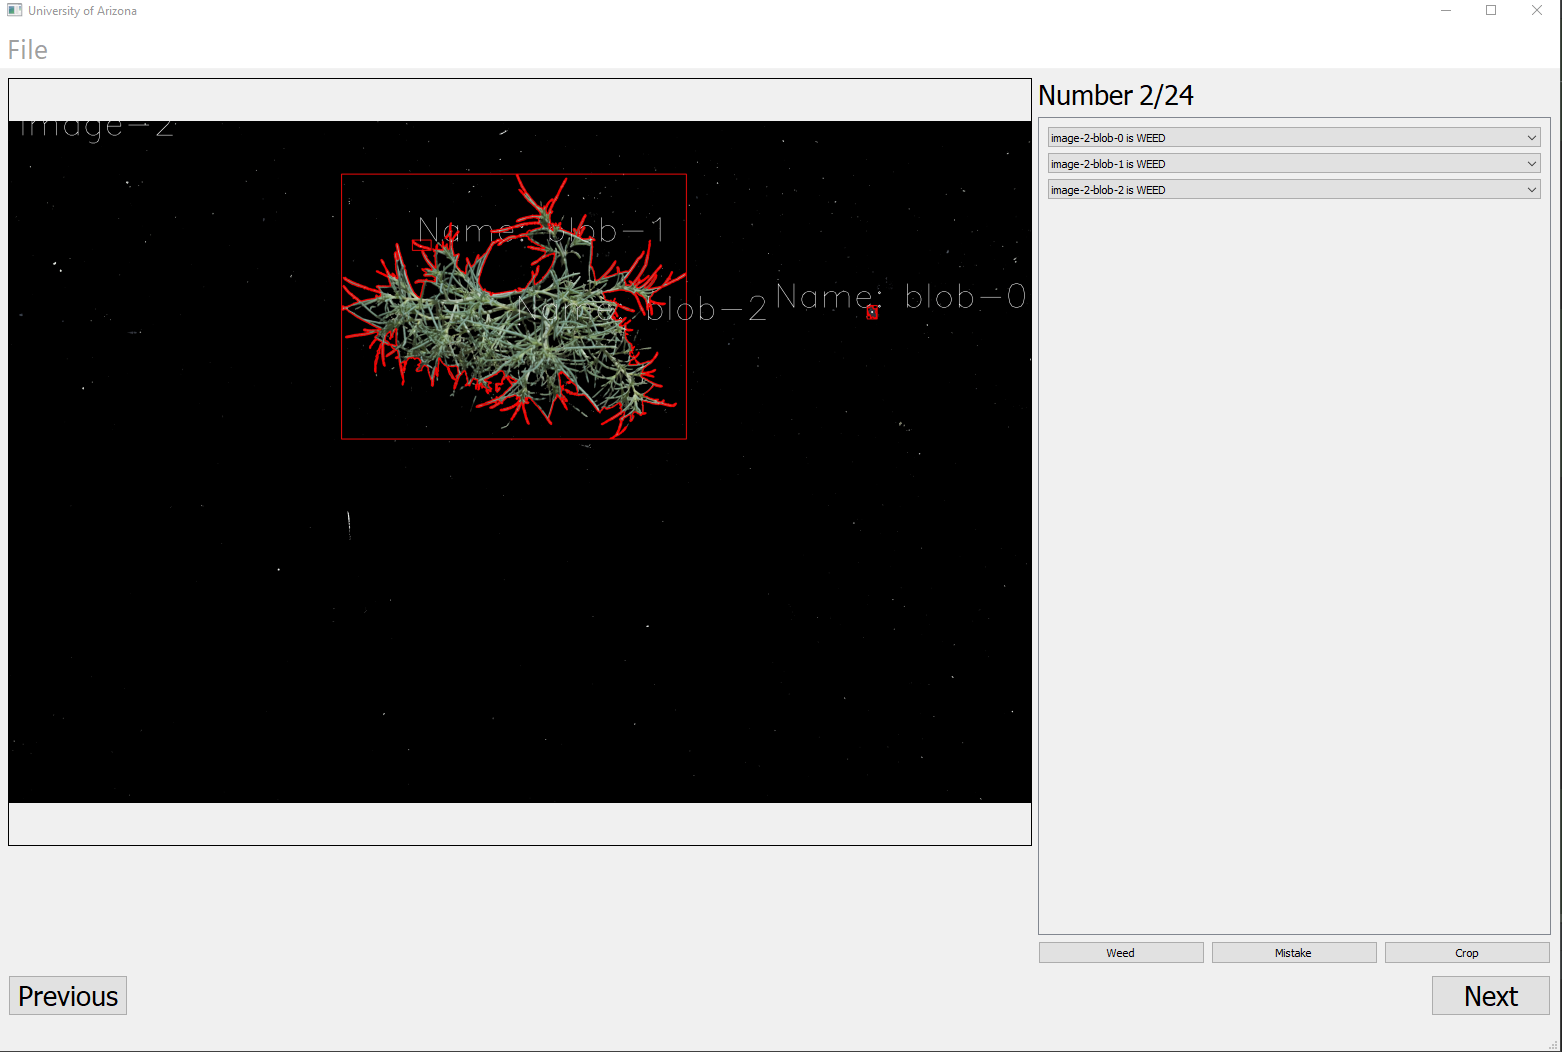 University of Arizona
File
image-2
Name: blob-1
Name: blob-2
Name: blob-0
Number 2/24
image-2-blob-0 is WEED
image-2-blob-1 is WEED
image-2-blob-2 is WEED
Weed
Mistake
Crop
Previous
Next